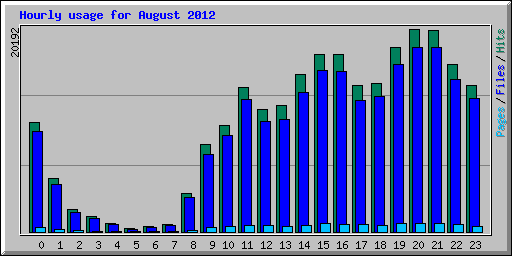 Hourly usage for August 2012
20192
Pages / Files / Hits
0 1 2 3 4 5 6 7 8 9 10 11 12 13 14 15 16 17 18 19 20 21 22 23